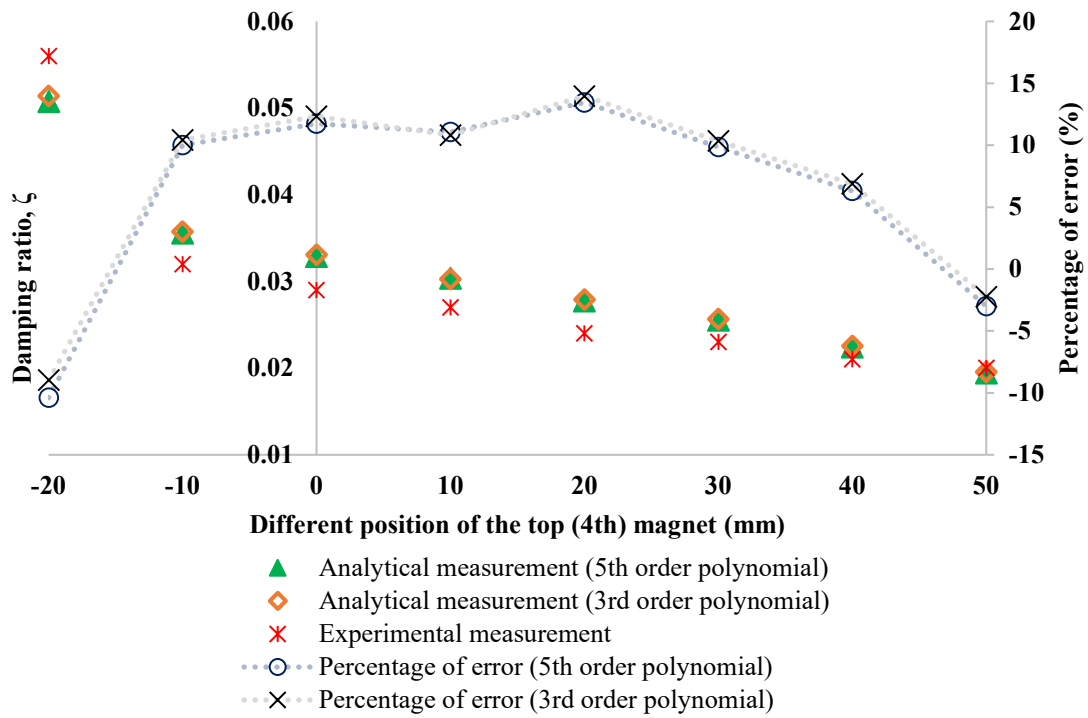 0.06
0.05
0.04
0.03
0.02
0.01
Damping ratio, ζ
20
15
10
5
0
-5
-10
-15
Percentage of error (%)
-20 -10 0 10 20 30 40 50
Different position of the top (4th) magnet (mm)
Analytical measurement (5th order polynomial)
Analytical measurement (3rd order polynomial)
Experimental measurement
Percentage of error (5th order polynomial)
Percentage of error (3rd order polynomial)